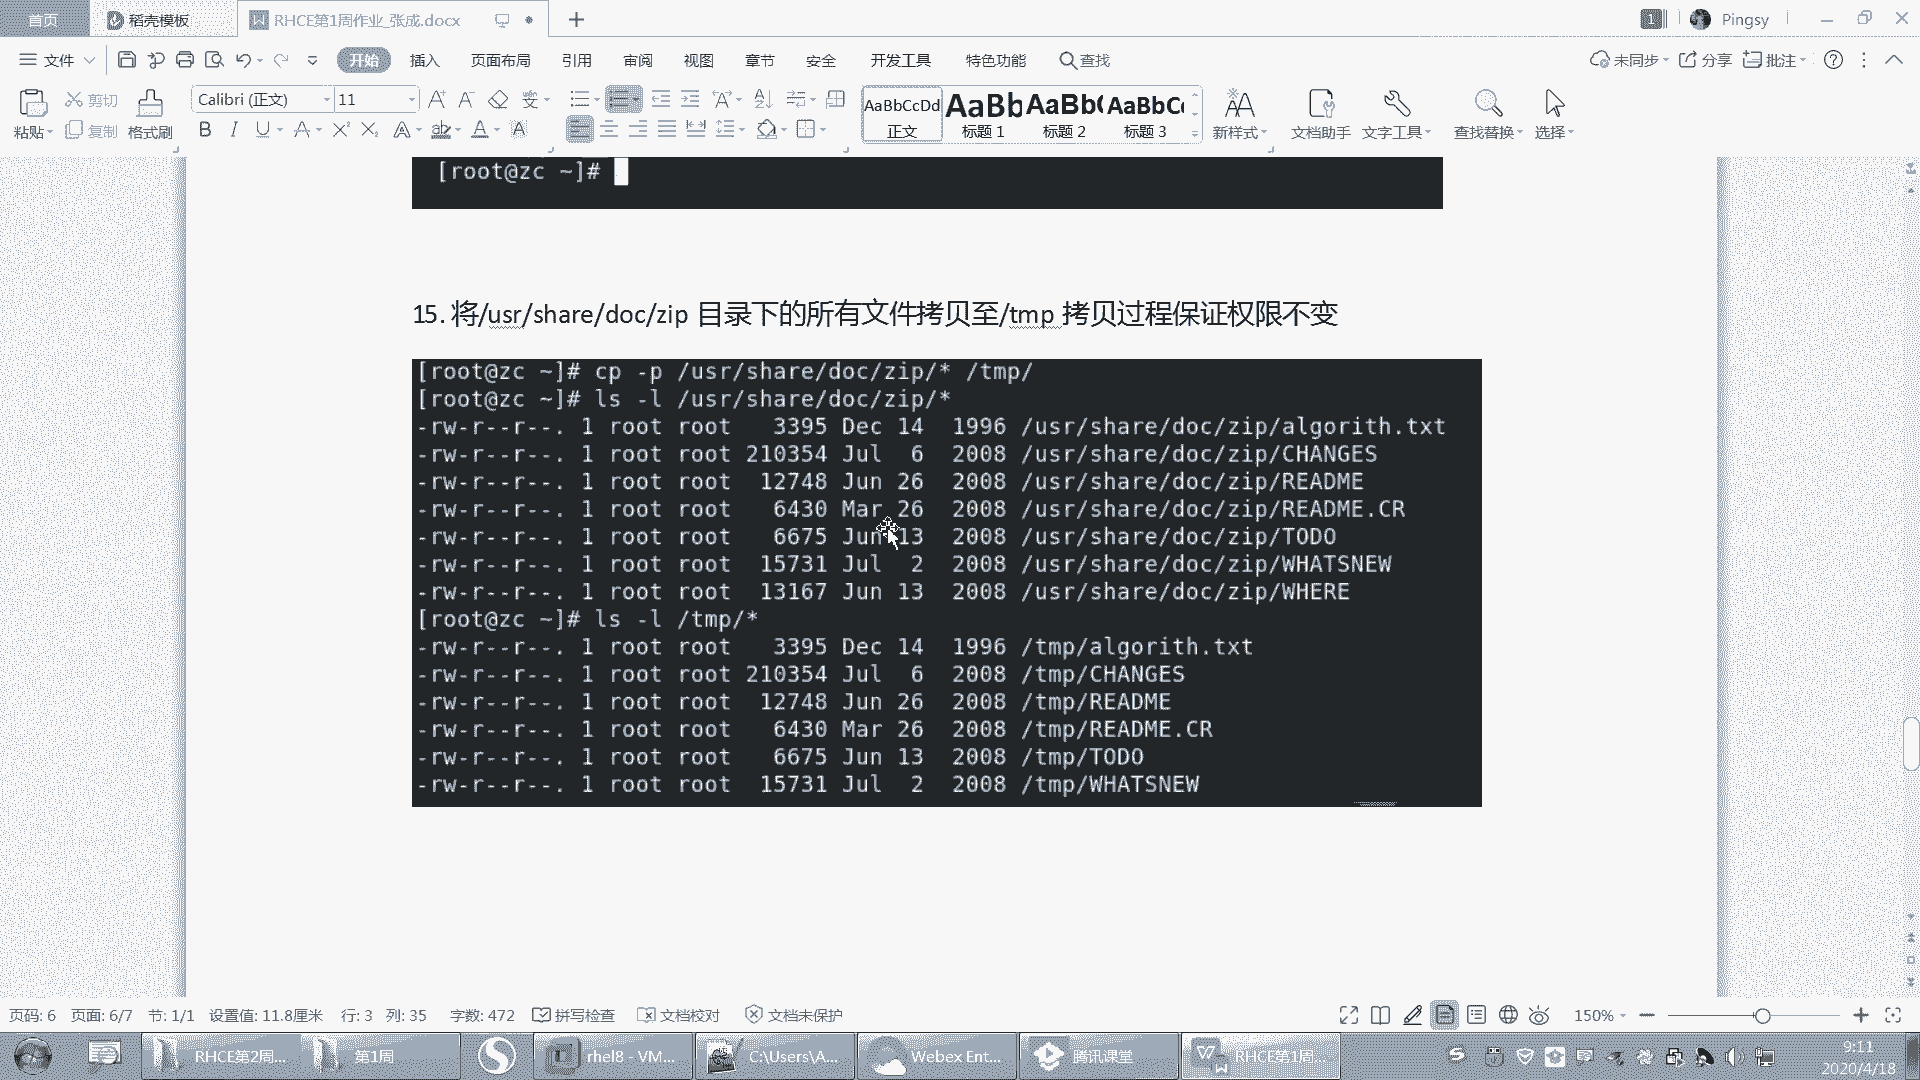 首页
稻壳模板
RHCE第1周作业_张成.docx
1
Pingsy
文件
开始
插入
页面布局
引用
审阅
视图
章节
安全
开发工具
特色功能
查找
未同步
分享
批注
粘贴
剪切
复制
格式刷
Calibri (正文)
11
AaBbCcDd
正文
AaBb
标题 1
AaBb(
标题 2
AaBbC
标题 3
新样式
文档助手
文字工具
查找替换
选择
[root@zc ~]#
15. 将/usr/share/doc/zip 目录下的所有文件拷贝至/tmp 拷贝过程保证权限不变
[root@zc ~]# cp -p /usr/share/doc/zip/* /tmp/
[root@zc ~]# ls -l /usr/share/doc/zip/*
-rw-r--r--. 1 root root   3395 Dec 14  1996 /usr/share/doc/zip/algorith.txt
-rw-r--r--. 1 root root 210354 Jul  6  2008 /usr/share/doc/zip/CHANGES
-rw-r--r--. 1 root root  12748 Jun 26  2008 /usr/share/doc/zip/README
-rw-r--r--. 1 root root   6430 Mar 26  2008 /usr/share/doc/zip/README.CR
-rw-r--r--. 1 root root   6675 Jun 13  2008 /usr/share/doc/zip/TODO
-rw-r--r--. 1 root root  15731 Jul  2  2008 /usr/share/doc/zip/WHATSNEW
-rw-r--r--. 1 root root  13167 Jun 13  2008 /usr/share/doc/zip/WHERE
[root@zc ~]# ls -l /tmp/*
-rw-r--r--. 1 root root   3395 Dec 14  1996 /tmp/algorith.txt
-rw-r--r--. 1 root root 210354 Jul  6  2008 /tmp/CHANGES
-rw-r--r--. 1 root root  12748 Jun 26  2008 /tmp/README
-rw-r--r--. 1 root root   6430 Mar 26  2008 /tmp/README.CR
-rw-r--r--. 1 root root   6675 Jun 13  2008 /tmp/TODO
-rw-r--r--. 1 root root  15731 Jul  2  2008 /tmp/WHATSNEW
页码: 6 页面: 6/7 节: 1/1 设置值: 11.8厘米 行: 3 列: 35 字数: 472 拼写检查 文档校对 文档未保护
150%
RHCE第2周...
第1周
rhel8 - VM...
C:\Users\A...
Webex Ent...
腾讯课堂
RHCE第1周...
9:11
2020/4/18